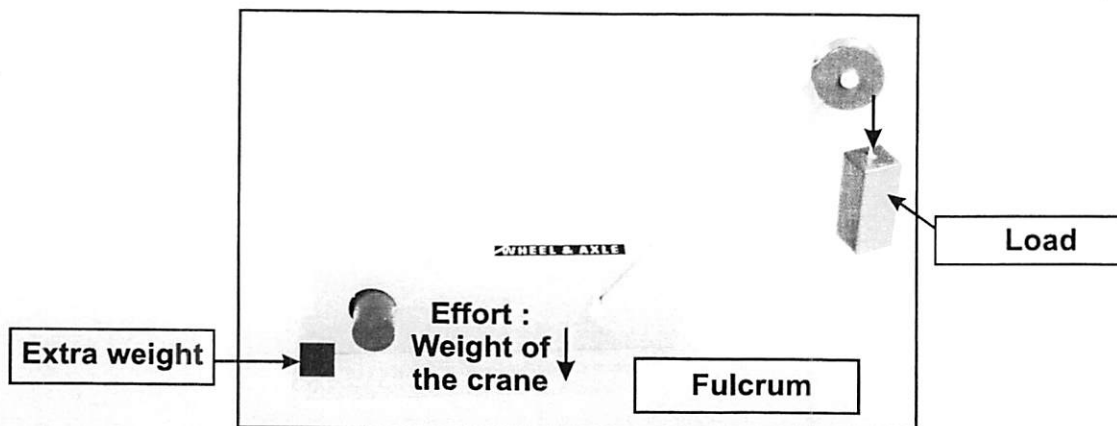 WHEEL & AXLE
Load
Effort :
Weight of
the crane
Extra weight
Fulcrum